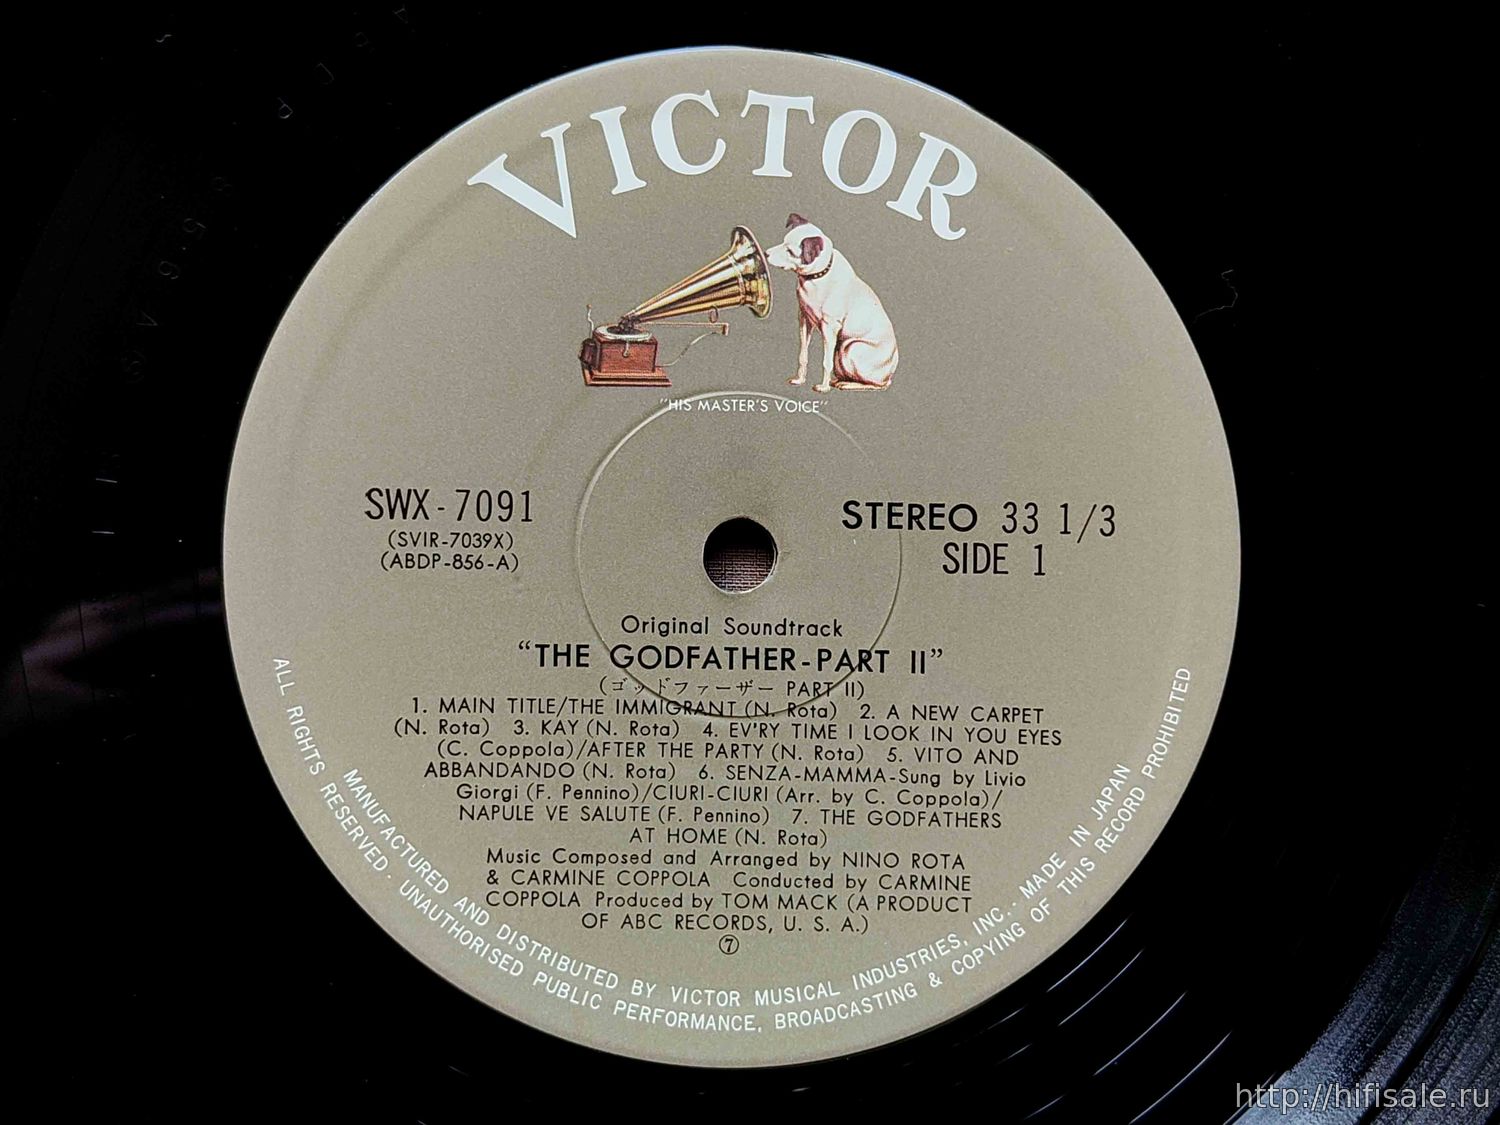 VICTOR
"HIS MASTER'S VOICE"
SWX-7091
(SVIR-7039X)
(ABDP-856-A)
STEREO 33 1/3
SIDE 1
Original Soundtrack
“THE GODFATHER-PART II”
(ゴッドファーザー PART II)
1. MAIN TITLE/THE IMMIGRANT (N. Rota) 2. A NEW CARPET
(N. Rota) 3. KAY (N. Rota) 4. EV'RY TIME I LOOK IN YOU EYES
(C. Coppola)/AFTER THE PARTY (N. Rota) 5. VITO AND
ABBANDANDO (N. Rota) 6. SENZA-MAMMA-Sung by Livio
Giorgi (F. Pennino)/CIURI-CIURI (Arr. by C. Coppola)/
NAPULE VE SALUTE (F. Pennino) 7. THE GODFATHERS
AT HOME (N. Rota)
Music Composed and Arranged by NINO ROTA
& CARMINE COPPOLA Conducted by CARMINE
COPPOLA Produced by TOM MACK (A PRODUCT
OF ABC RECORDS, U. S. A.)
⑦
MANUFACTURED AND DISTRIBUTED BY VICTOR MUSICAL INDUSTRIES, INC. · MADE IN JAPAN
ALL RIGHTS RESERVED · UNAUTHORISED PUBLIC PERFORMANCE, BROADCASTING & COPYING OF THIS RECORD PROHIBITED
http://hifisale.ru